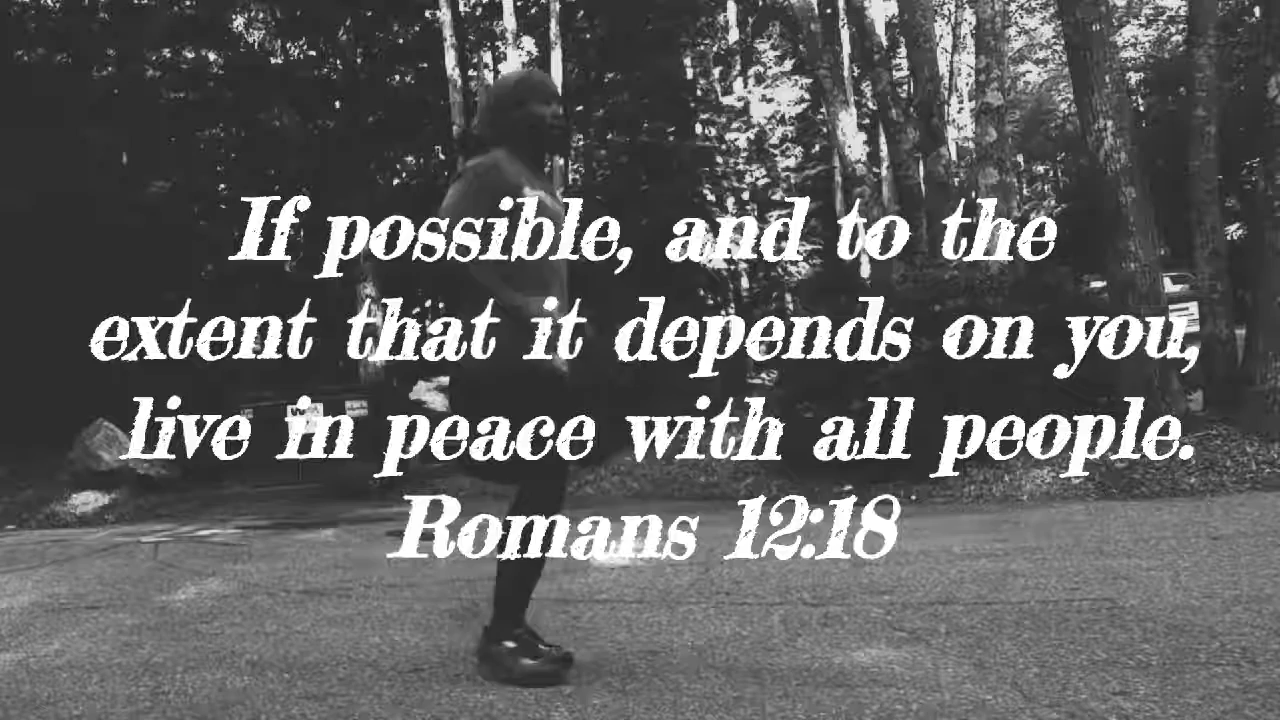 If possible, and to the
extent that it depends on you,
live in peace with all people.
Romans 12:18